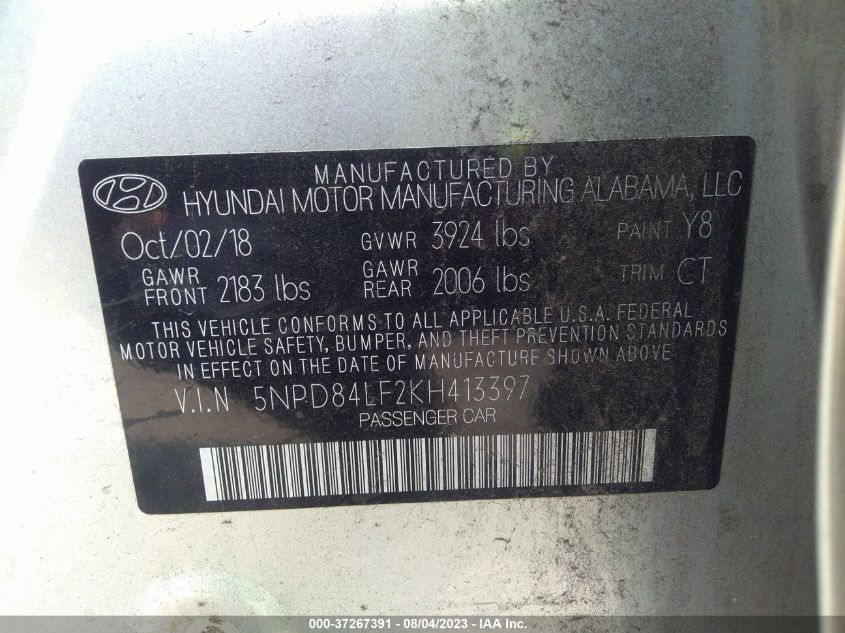 MANUFACTURED BY
HYUNDAI MOTOR MANUFACTURING ALABAMA, LLC
Oct/02/18 GVWR 3924 lbs PAINT Y8
GAWR FRONT 2183 lbs GAWR REAR 2006 lbs TRIM CT
THIS VEHICLE CONFORMS TO ALL APPLICABLE U.S.A. FEDERAL
MOTOR VEHICLE SAFETY, BUMPER, AND THEFT PREVENTION STANDARDS
IN EFFECT ON THE DATE OF MANUFACTURE SHOWN ABOVE.
V.I.N 5NPD84LF2KH413397
PASSENGER CAR
000-37267391 - 08/04/2023 - IAA Inc.